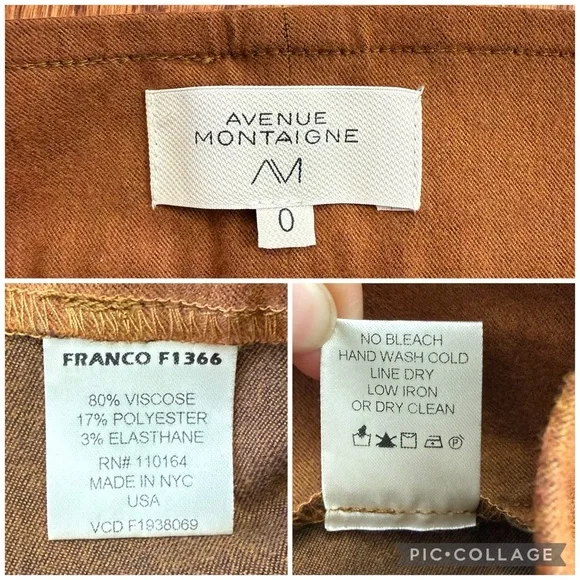 AVENUE
MONTAIGNE
AM
0
FRANCO F1366
80% VISCOSE
17% POLYESTER
3% ELASTHANE
RN# 110164
MADE IN NYC
USA
VCD F1938069
NO BLEACH
HAND WASH COLD
LINE DRY
LOW IRON
OR DRY CLEAN
P
PIC•COLLAGE